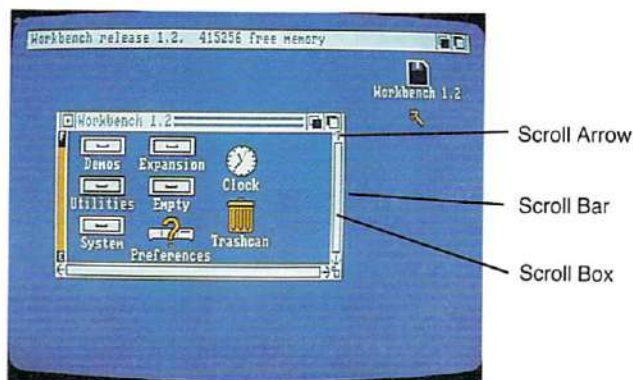 Workbench release 1.2. 415256 free memory
Workbench 1.2
Workbench 1.2
Demos Expansion Clock
Utilities Empty Trashcan
System Preferences
Scroll Arrow
Scroll Bar
Scroll Box